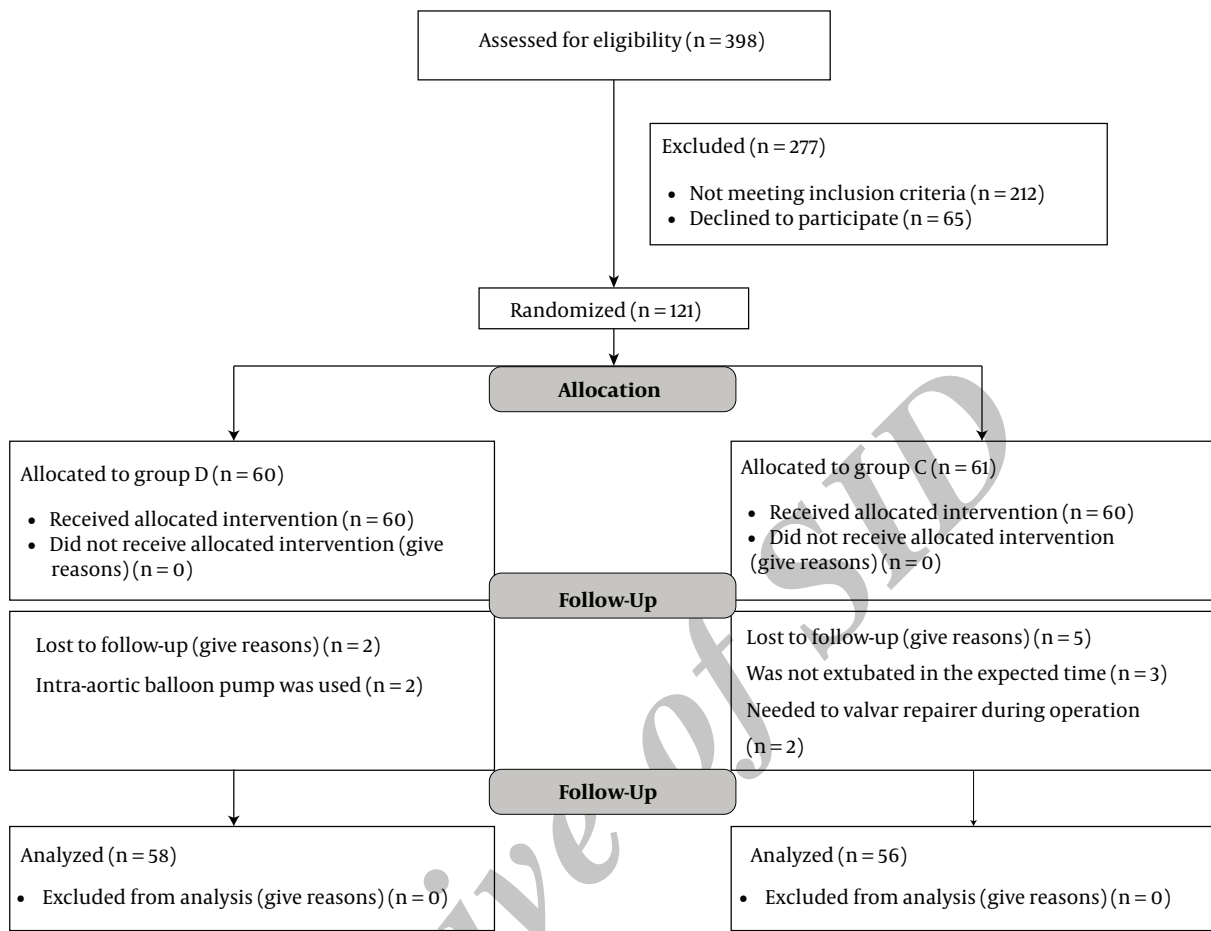 Assessed for eligibility (n = 398)
Excluded (n = 277)
• Not meeting inclusion criteria (n = 212)
• Declined to participate (n = 65)
Randomized (n = 121)
Allocation
Allocated to group D (n = 60)
• Received allocated intervention (n = 60)
• Did not receive allocated intervention (give
reasons) (n = 0)
Allocated to group C (n = 61)
• Received allocated intervention (n = 60)
• Did not receive allocated intervention
(give reasons) (n = 0)
Follow-Up
Lost to follow-up (give reasons) (n = 2)
Intra-aortic balloon pump was used (n = 2)
Lost to follow-up (give reasons) (n = 5)
Was not extubated in the expected time (n = 3)
Needed to valvar repairer during operation
(n = 2)
Follow-Up
Analyzed (n = 58)
• Excluded from analysis (give reasons) (n = 0)
Analyzed (n = 56)
• Excluded from analysis (give reasons) (n = 0)
ive of SID